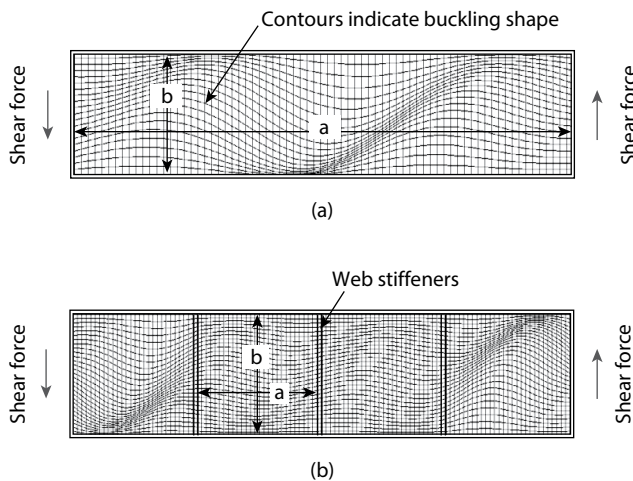 Contours indicate buckling shape
Shear force
b
a
Shear force
(a)
Web stiffeners
Shear force
b
a
Shear force
(b)